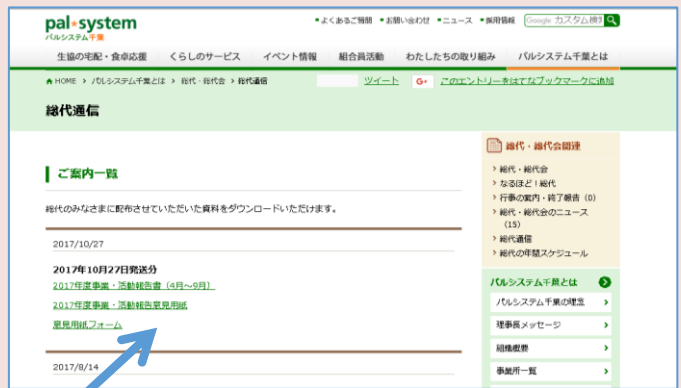 pal*system
パルシステム千葉
よくあるご質問 お問い合わせ ニュース 採用情報 Google カスタム検索
生協の宅配・食卓応援 くらしのサービス イベント情報 組合員活動 わたしたちの取り組み パルシステム千葉とは
HOME > パルシステム千葉とは > 総代・総代会 > 総代通信 ツイート G+ このエントリーをはてなブックマークに追加
総代通信
ご案内一覧
総代のみなさまに配布させていただいた資料をダウンロードいただけます。
2017/10/27
2017年10月27日発送分
2017年度事業・活動報告書（4月～9月）
2017年度事業・活動報告意見用紙
意見用紙フォーム
2017/8/14
総代・総代会関連
> 総代・総代会
> なるほど！総代
> 行事の案内・終了報告（0）
> 総代・総代会のニュース
（15）
> 総代通信
> 総代の年間スケジュール
パルシステム千葉とは
パルシステム千葉の理念 >
理事長メッセージ >
組織概要 >
事業所一覧 >